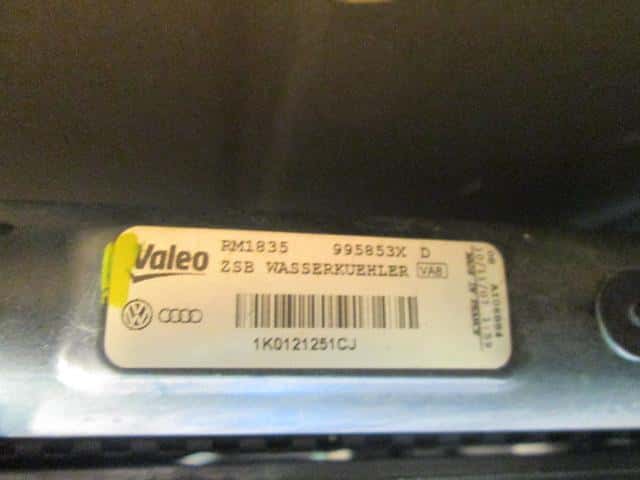 Valeo
RM1835 995853X D
ZSB WASSERKUEHLER VA8
1K0121251CJ